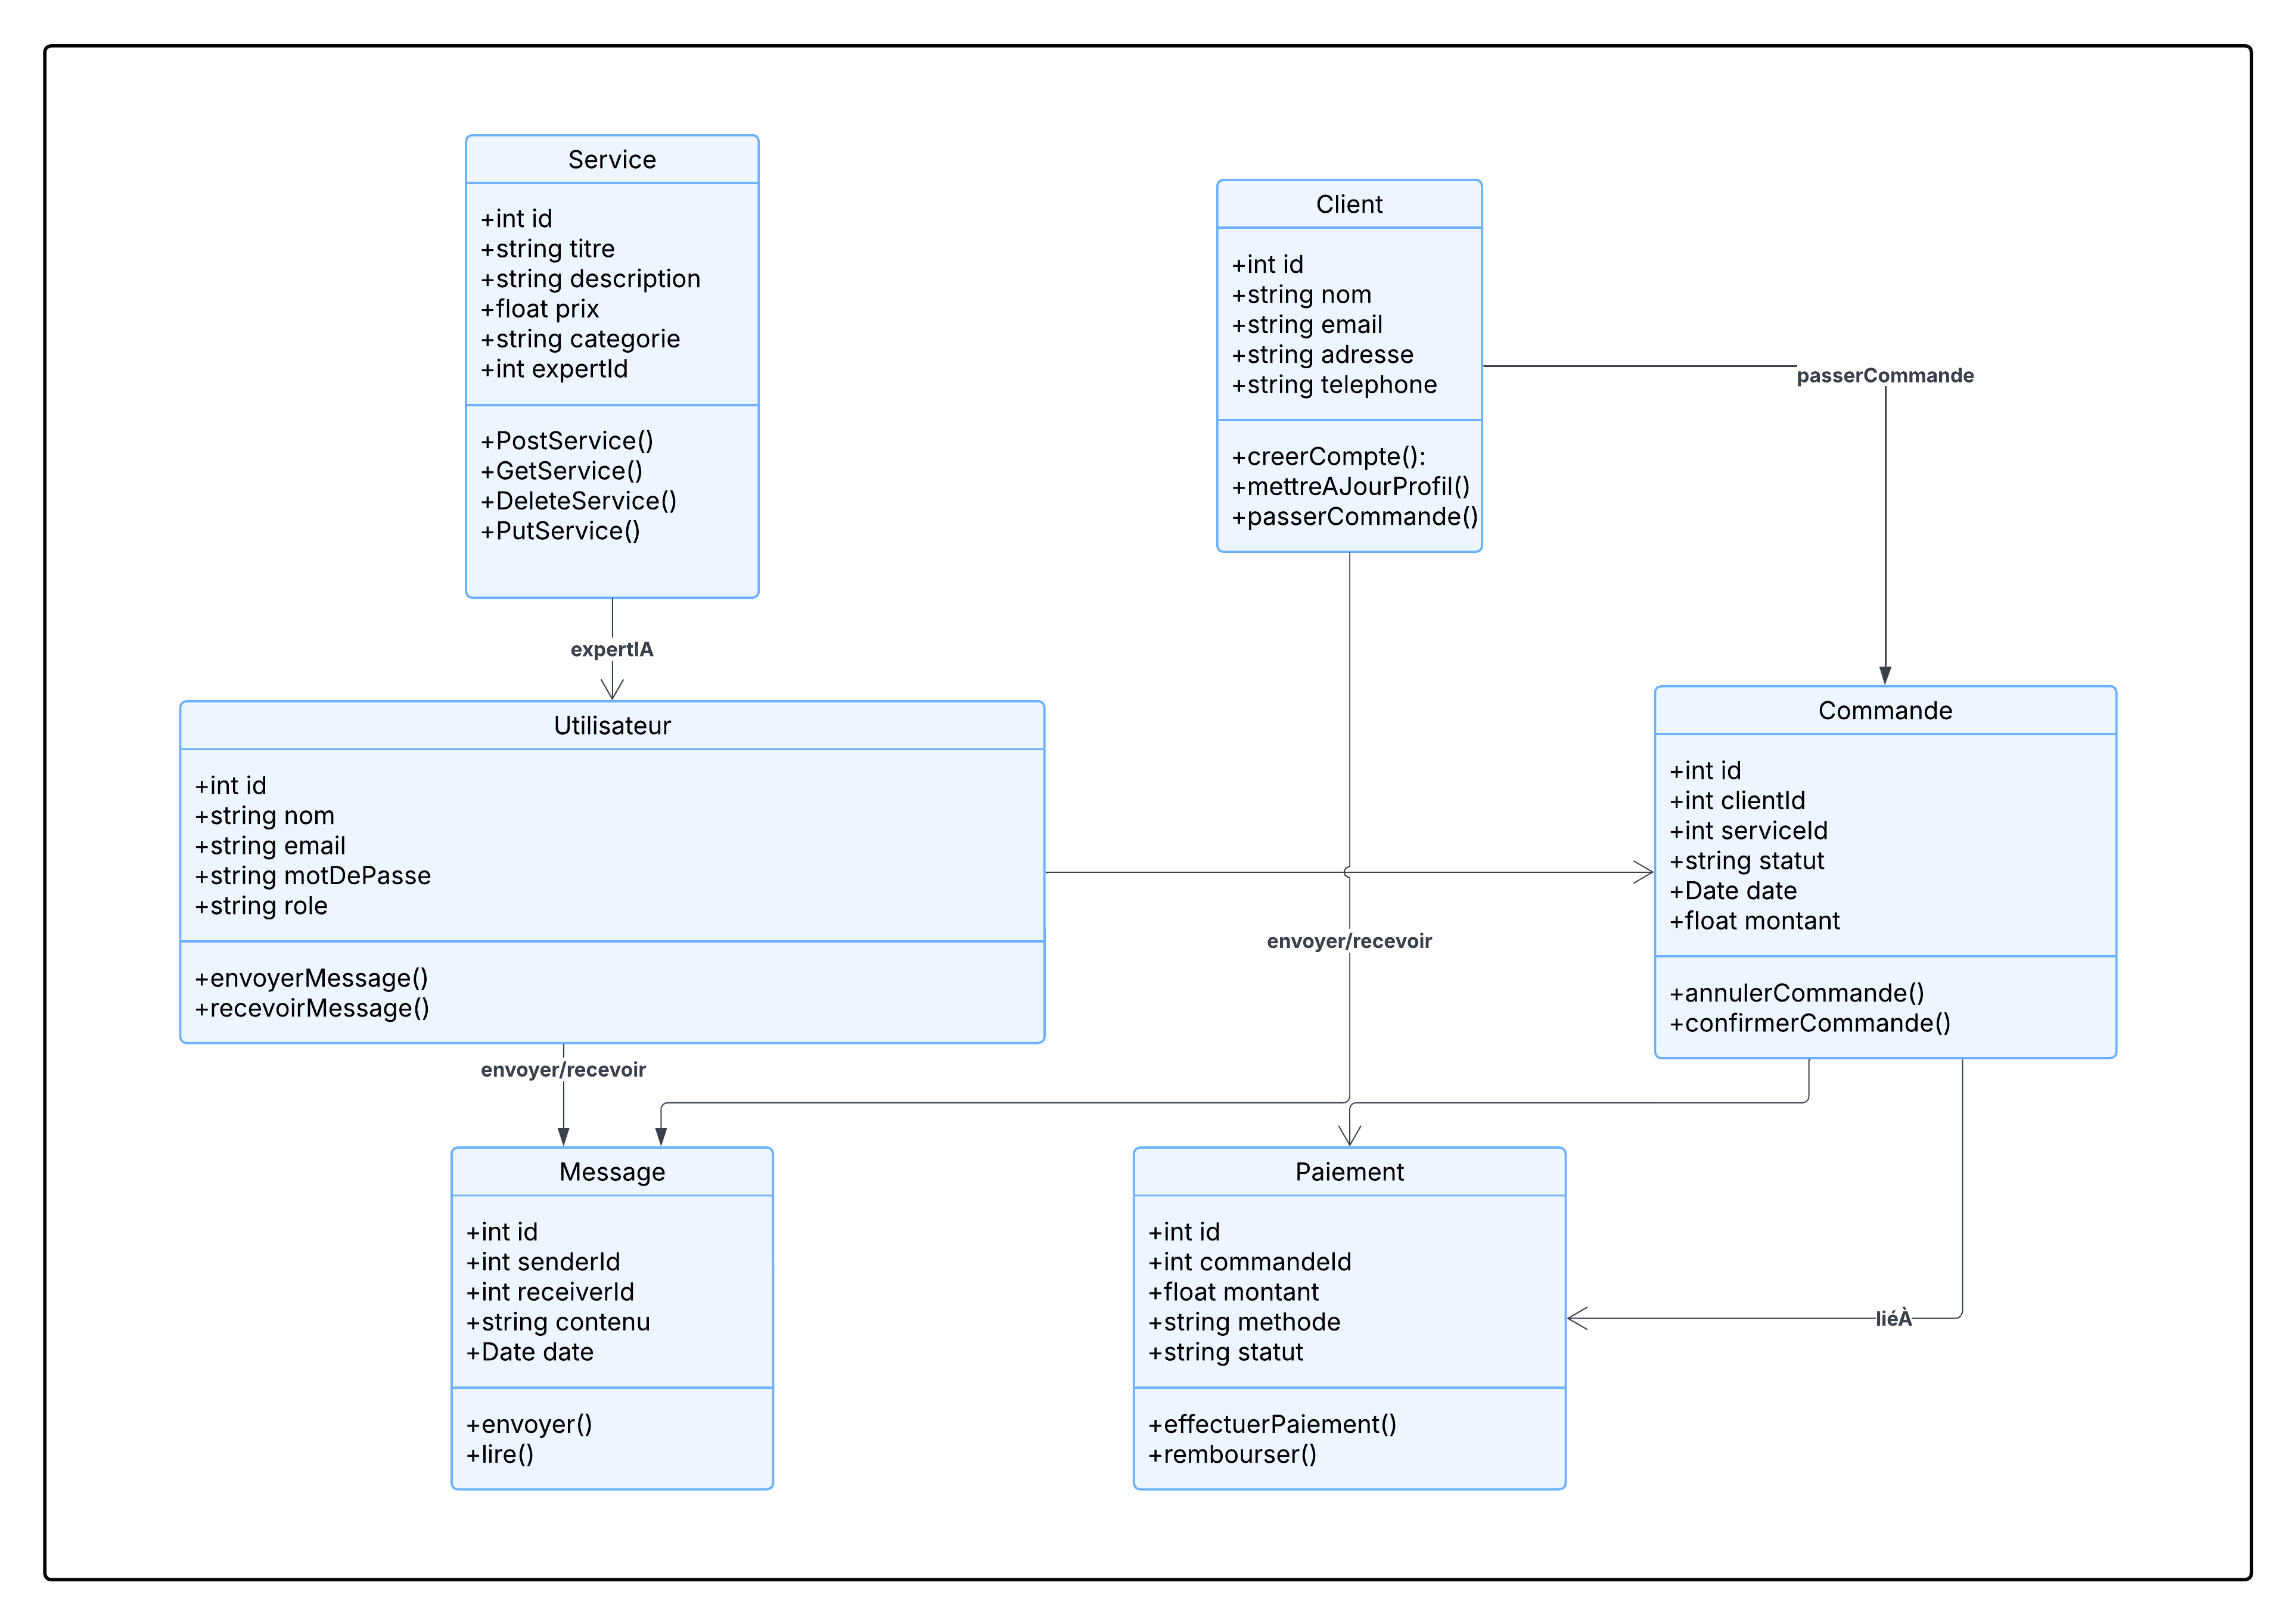 Service
+int id
+string titre
+string description
+float prix
+string categorie
+int expertId
+PostService()
+GetService()
+DeleteService()
+PutService()
Client
+int id
+string nom
+string email
+string adresse
+string telephone
+creerCompte():
+mettreAJourProfil()
+passerCommande()
passerCommande
expertIA
Utilisateur
+int id
+string nom
+string email
+string motDePasse
+string role
+envoyerMessage()
+recevoirMessage()
Commande
+int id
+int clientId
+int serviceId
+string statut
+Date date
+float montant
+annulerCommande()
+confirmerCommande()
envoyer/recevoir
envoyer/recevoir
Message
+int id
+int senderId
+int receiverId
+string contenu
+Date date
+envoyer()
+lire()
Paiement
+int id
+int commandeId
+float montant
+string methode
+string statut
+effectuerPaiement()
+rembourser()
liéÀ